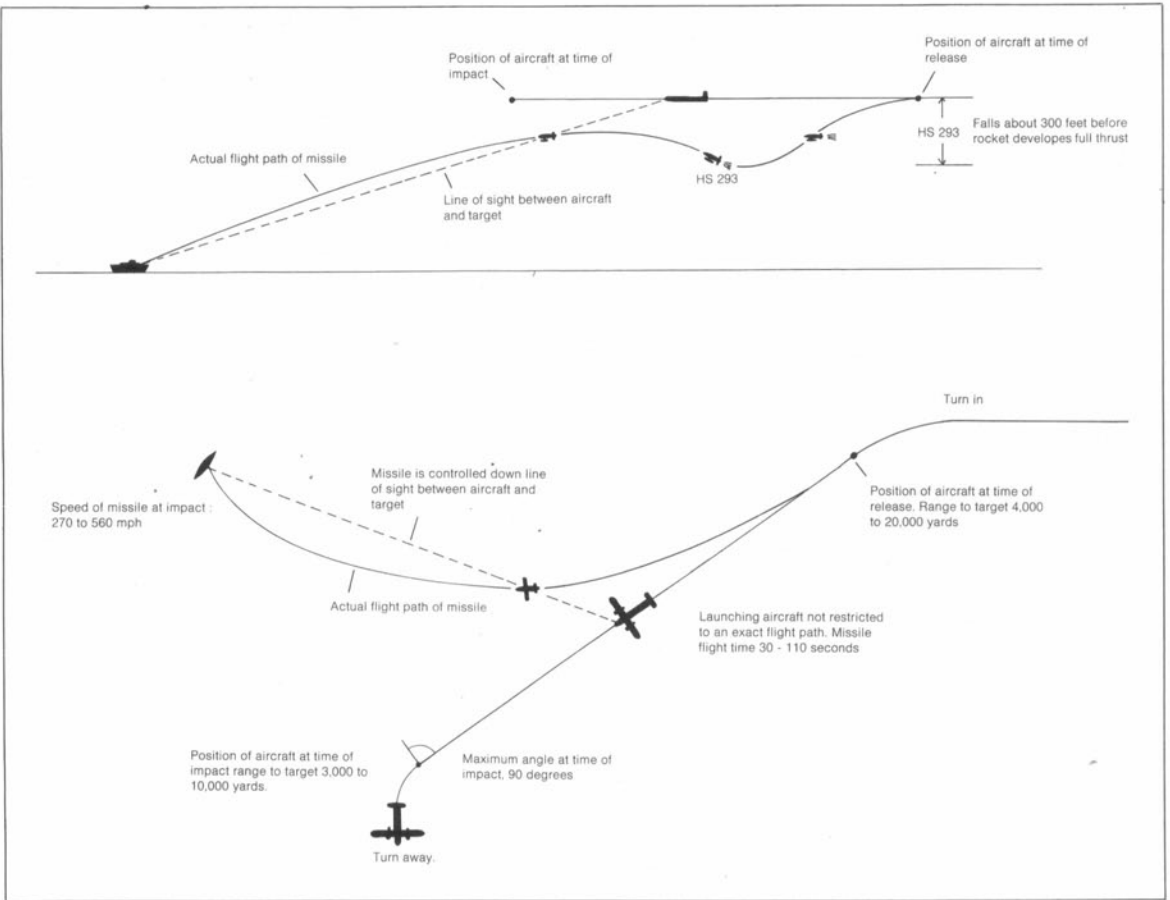 Position of aircraft at time of
impact
Position of aircraft at time of
release
HS 293
Falls about 300 feet before
rocket developes full thrust
Actual flight path of missile
HS 293
Line of sight between aircraft
and target
Turn in
Missile is controlled down line
of sight between aircraft and
target
Speed of missile at impact :
270 to 560 mph
Position of aircraft at time of
release. Range to target 4,000
to 20,000 yards
Actual flight path of missile
Launching aircraft not restricted
to an exact flight path. Missile
flight time 30 - 110 seconds
Position of aircraft at time of
impact range to target 3,000 to
10,000 yards.
Maximum angle at time of
impact, 90 degrees
Turn away.